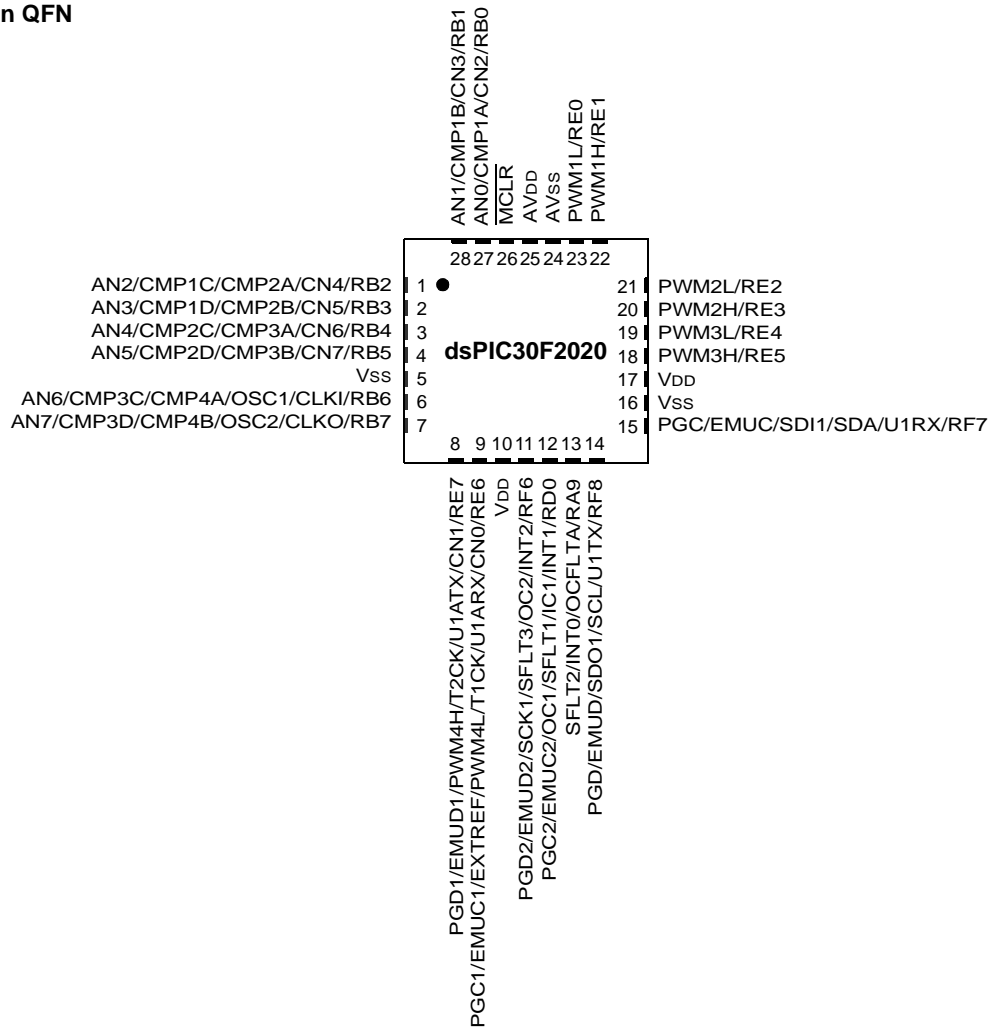 n QFN
AN1/CMP1B/CN3/RB1
AN0/CMP1A/CN2/RB0
MCLR
AVDD
AVSS
PWM1L/RE0
PWM1H/RE1
28 27 26 25 24 23 22
AN2/CMP1C/CMP2A/CN4/RB2 1
AN3/CMP1D/CMP2B/CN5/RB3 2
AN4/CMP2C/CMP3A/CN6/RB4 3
AN5/CMP2D/CMP3B/CN7/RB5 4
VSS 5
AN6/CMP3C/CMP4A/OSC1/CLKI/RB6 6
AN7/CMP3D/CMP4B/OSC2/CLKO/RB7 7
dsPIC30F2020
21 PWM2L/RE2
20 PWM2H/RE3
19 PWM3L/RE4
18 PWM3H/RE5
17 VDD
16 VSS
15 PGC/EMUC/SDI1/SDA/U1RX/RF7
8 9 10 11 12 13 14
PGD1/EMUD1/PWM4H/T2CK/U1ATX/CN1/RE7
PGC1/EMUC1/EXTREF/PWM4L/T1CK/U1ARX/CN0/RE6
VDD
PGD2/EMUD2/SCK1/SFLT3/OC2/INT2/RF6
PGC2/EMUC2/OC1/SFLT1/IC1/INT1/RD0
SFLT2/INT0/OCFLTA/RA9
PGD/EMUD/SDO1/SCL/U1TX/RF8